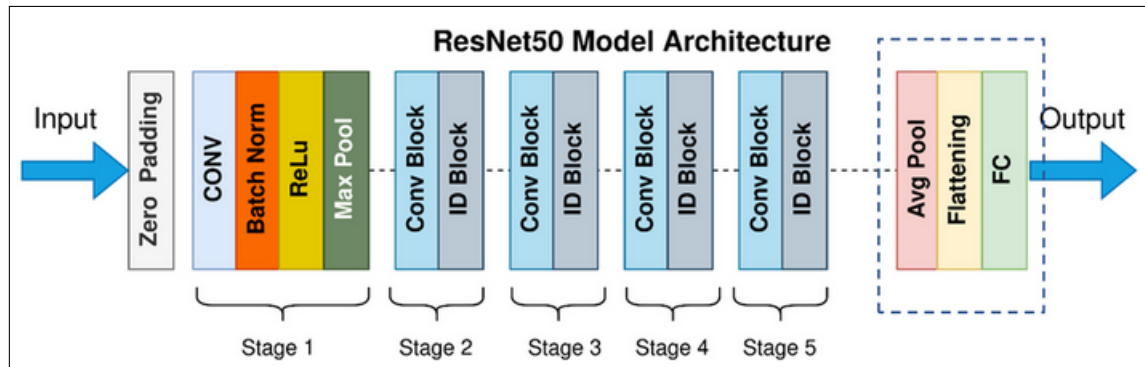 ResNet50 Model Architecture
Input
Zero Padding
CONV
Batch Norm
ReLu
Max Pool
Conv Block
ID Block
Conv Block
ID Block
Conv Block
ID Block
Conv Block
ID Block
Avg Pool
Flattening
FC
Output
Stage 1
Stage 2
Stage 3
Stage 4
Stage 5